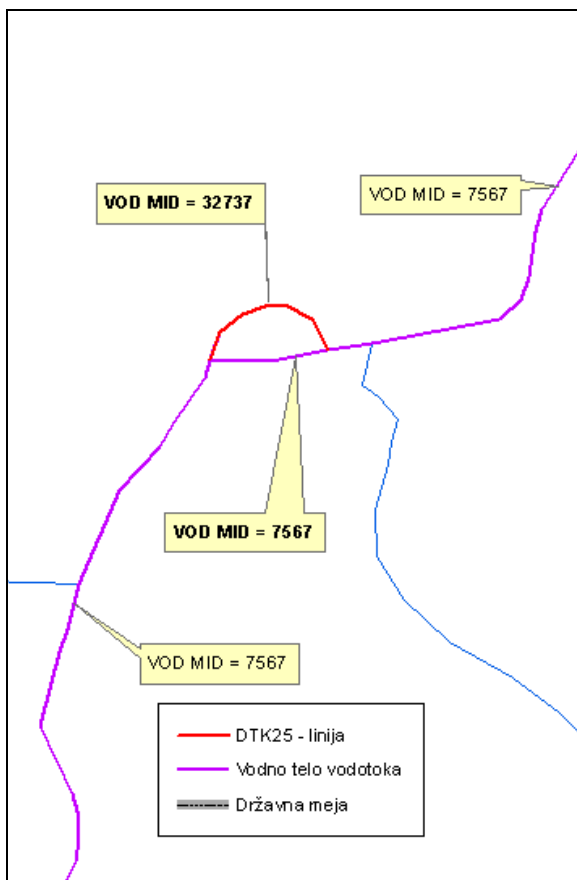 VOD MID = 7567
VOD MID = 32737
VOD MID = 7567
VOD MID = 7567
DTK25 - linija
Vodno telo vodotoka
Državna meja